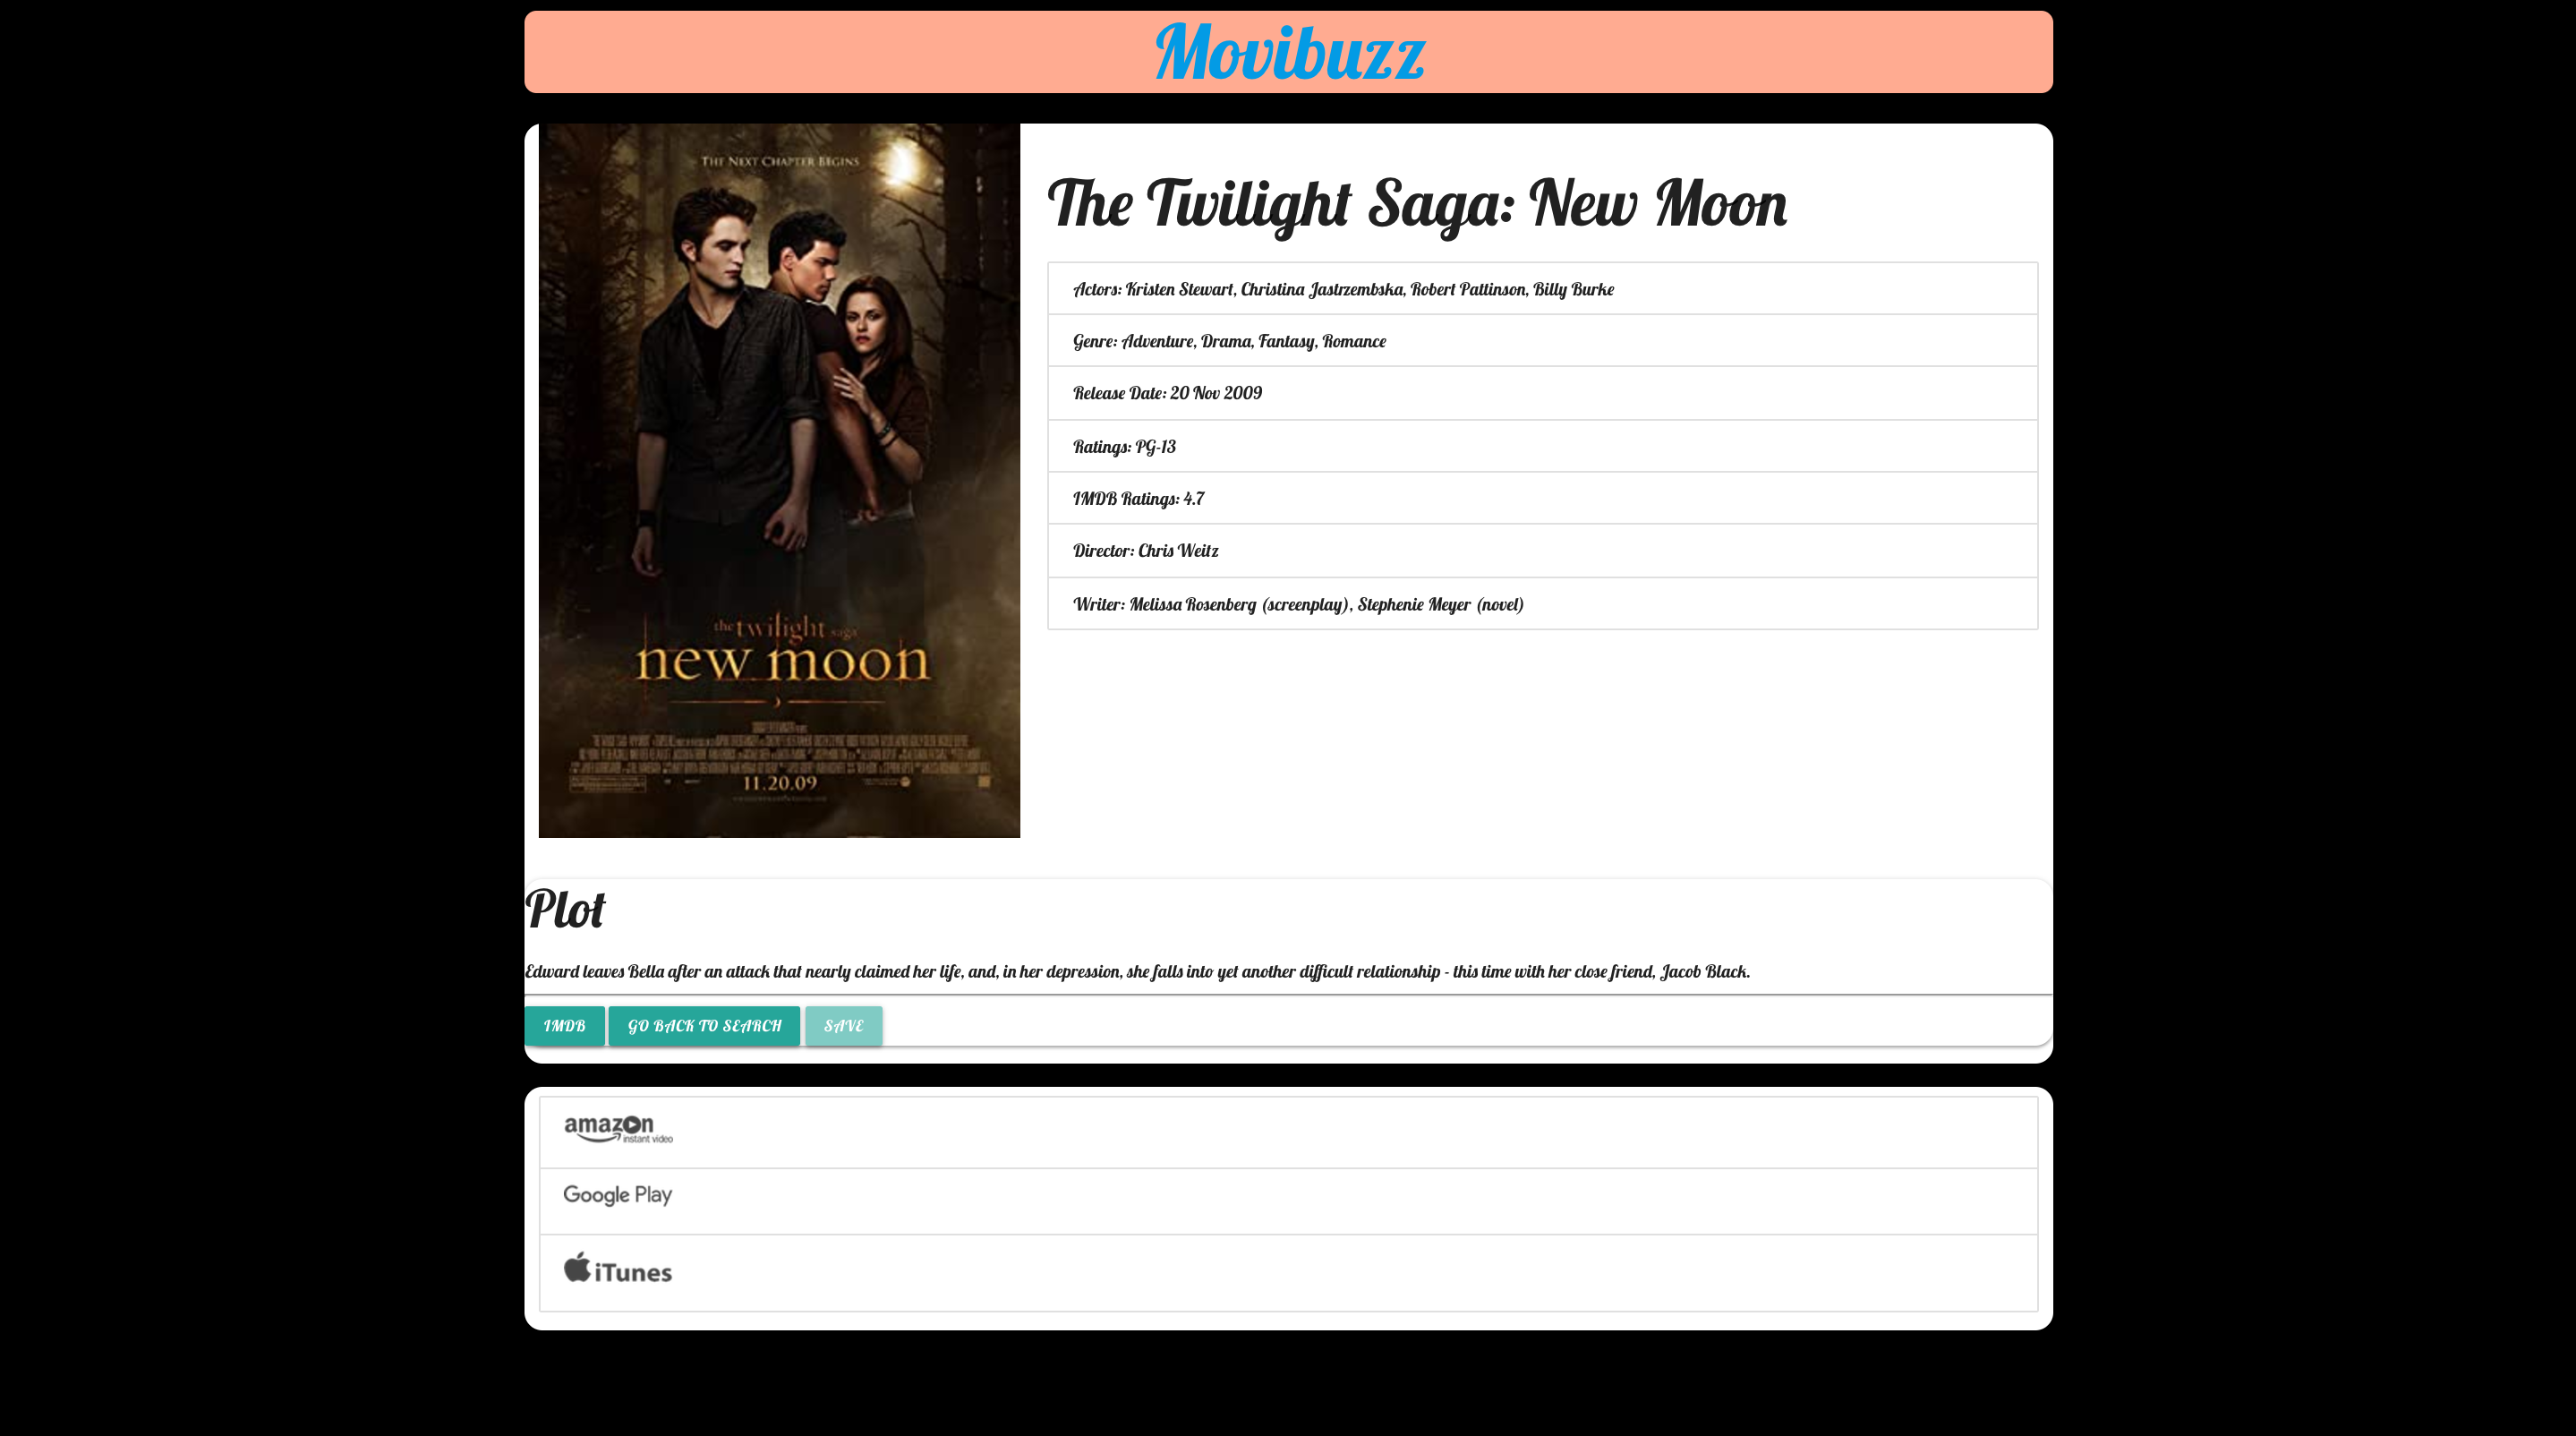 Movibuzz
THE NEXT CHAPTER BEGINS
the twilight saga
new moon
11.20.09
The Twilight Saga: New Moon
Actors: Kristen Stewart, Christina Jastrzembska, Robert Pattinson, Billy Burke
Genre: Adventure, Drama, Fantasy, Romance
Release Date: 20 Nov 2009
Ratings: PG-13
IMDB Ratings: 4.7
Director: Chris Weitz
Writer: Melissa Rosenberg (screenplay), Stephenie Meyer (novel)
Plot
Edward leaves Bella after an attack that nearly claimed her life, and, in her depression, she falls into yet another difficult relationship - this time with her close friend, Jacob Black.
IMDB GO BACK TO SEARCH SAVE
amazon
instant video
Google Play
iTunes